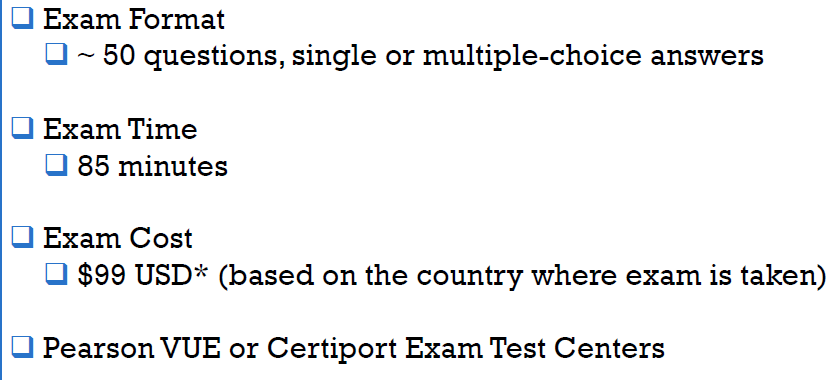 Exam Format
~ 50 questions, single or multiple-choice answers
Exam Time
85 minutes
Exam Cost
$99 USD* (based on the country where exam is taken)
Pearson VUE or Certiport Exam Test Centers